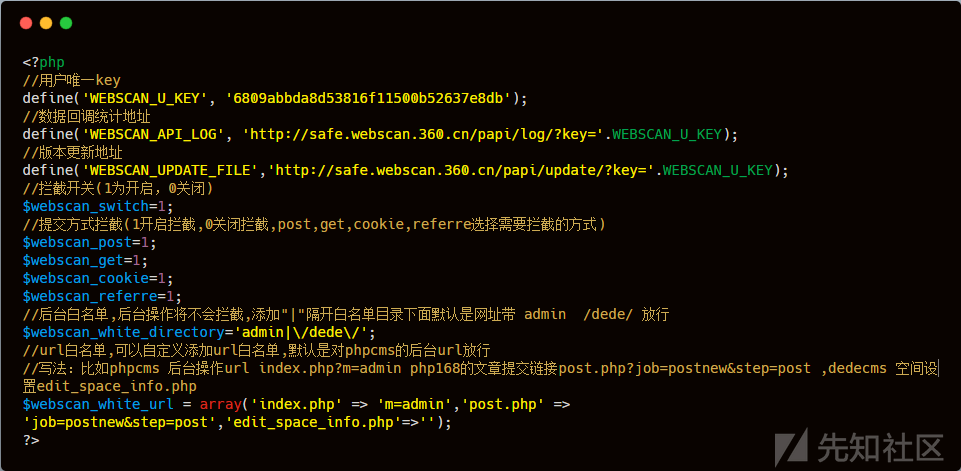 <?php
//用户唯一key
define('WEBSCAN_U_KEY', '6809abbda8d53816f11500b52637e8db');
//数据回调统计地址
define('WEBSCAN_API_LOG', 'http://safe.webscan.360.cn/papi/log/?key='.WEBSCAN_U_KEY);
//版本更新地址
define('WEBSCAN_UPDATE_FILE','http://safe.webscan.360.cn/papi/update/?key='.WEBSCAN_U_KEY);
//拦截开关(1为开启，0关闭)
$webscan_switch=1;
//提交方式拦截(1开启拦截,0关闭拦截,post,get,cookie,referre选择需要拦截的方式)
$webscan_post=1;
$webscan_get=1;
$webscan_cookie=1;
$webscan_referre=1;
//后台白名单,后台操作将不会拦截,添加"|"隔开白名单目录下面默认是网址带 admin  /dede/ 放行
$webscan_white_directory='admin|\/dede\/';
//url白名单,可以自定义添加url白名单,默认是对phpcms的后台url放行
//写法：比如phpcms 后台操作url index.php?m=admin php168的文章提交链接post.php?job=postnew&step=post ,dedecms 空间设
置edit_space_info.php
$webscan_white_url = array('index.php' => 'm=admin','post.php' =>
'job=postnew&step=post','edit_space_info.php'=>'');
?>
先知社区